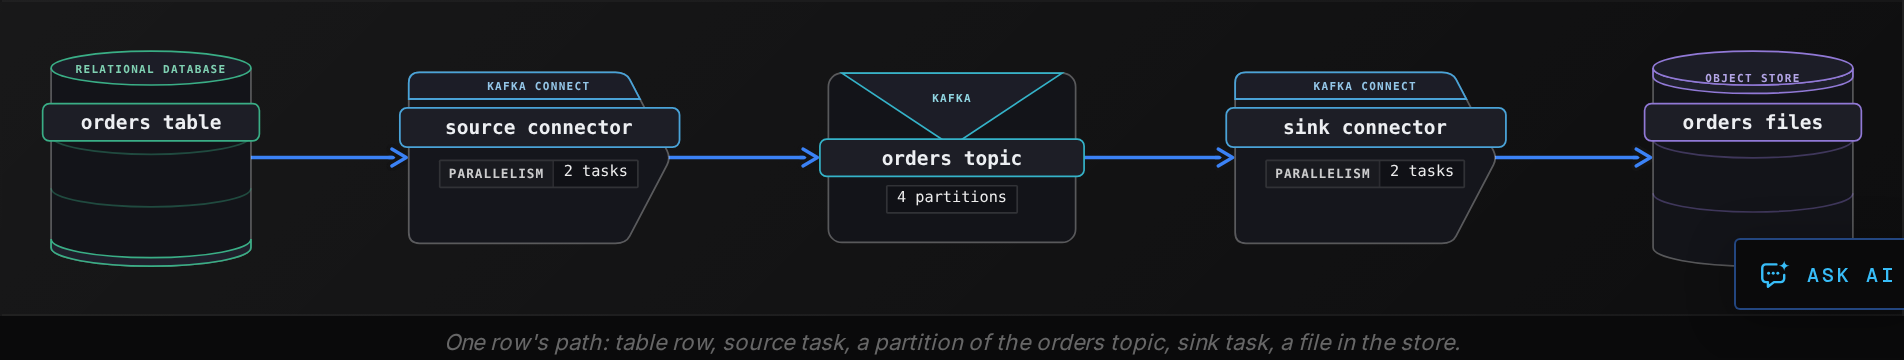 RELATIONAL DATABASE
orders table
KAFKA CONNECT
source connector
PARALLELISM 2 tasks
KAFKA
orders topic
4 partitions
KAFKA CONNECT
sink connector
PARALLELISM 2 tasks
OBJECT STORE
orders files
ASK AI
One row's path: table row, source task, a partition of the orders topic, sink task, a file in the store.